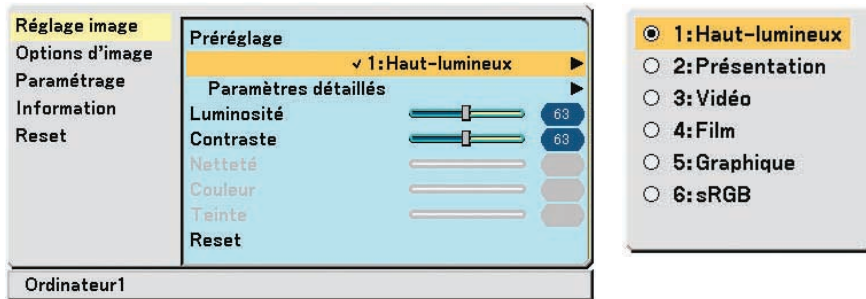 Réglage image
Options d'image
Paramétrage
Information
Reset
Préréglage
✓ 1:Haut-lumineux
Paramètres détaillés
Luminosité 63
Contraste 63
Netteté
Couleur
Teinte
Reset
Ordinateur1
1:Haut-lumineux
2:Présentation
3:Vidéo
4:Film
5:Graphique
6:sRGB